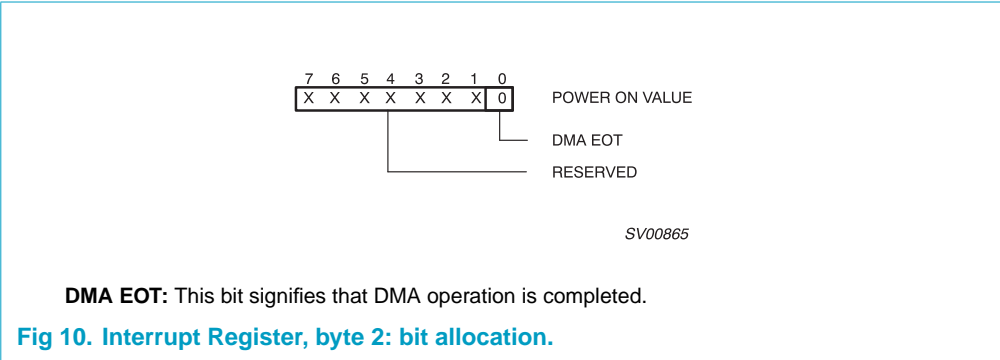 7 6 5 4 3 2 1 0
X X X X X X X 0 POWER ON VALUE
DMA EOT
RESERVED
SV00865
DMA EOT: This bit signifies that DMA operation is completed.
Fig 10. Interrupt Register, byte 2: bit allocation.